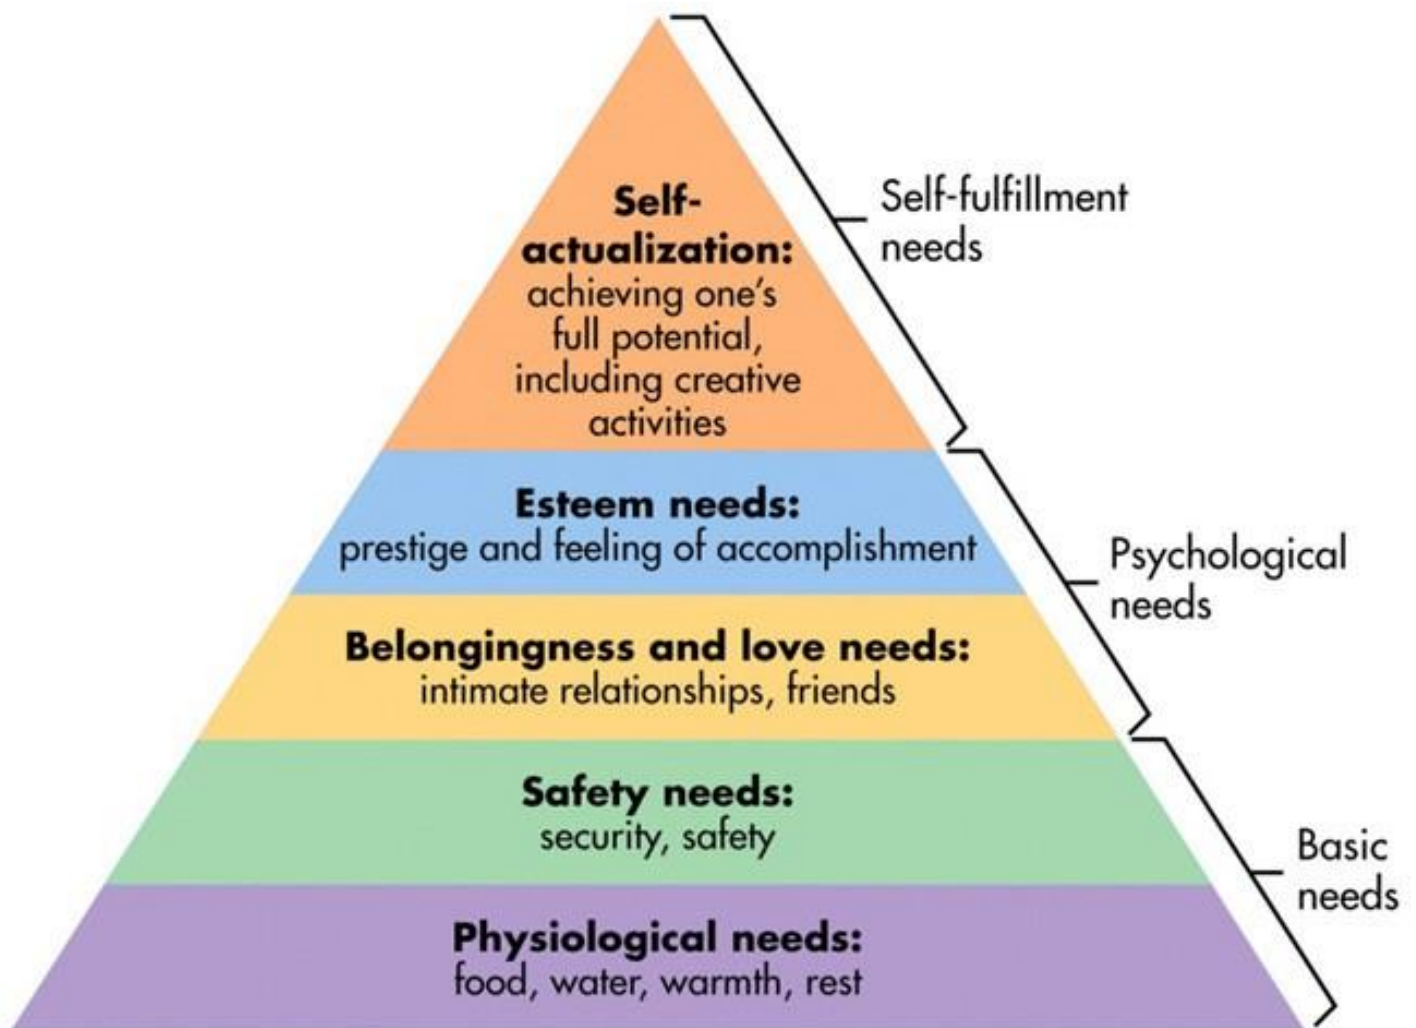 Self-
actualization:
achieving one's
full potential,
including creative
activities
Self-fulfillment
needs
Esteem needs:
prestige and feeling of accomplishment
Psychological
needs
Belongingness and love needs:
intimate relationships, friends
Safety needs:
security, safety
Basic
needs
Physiological needs:
food, water, warmth, rest